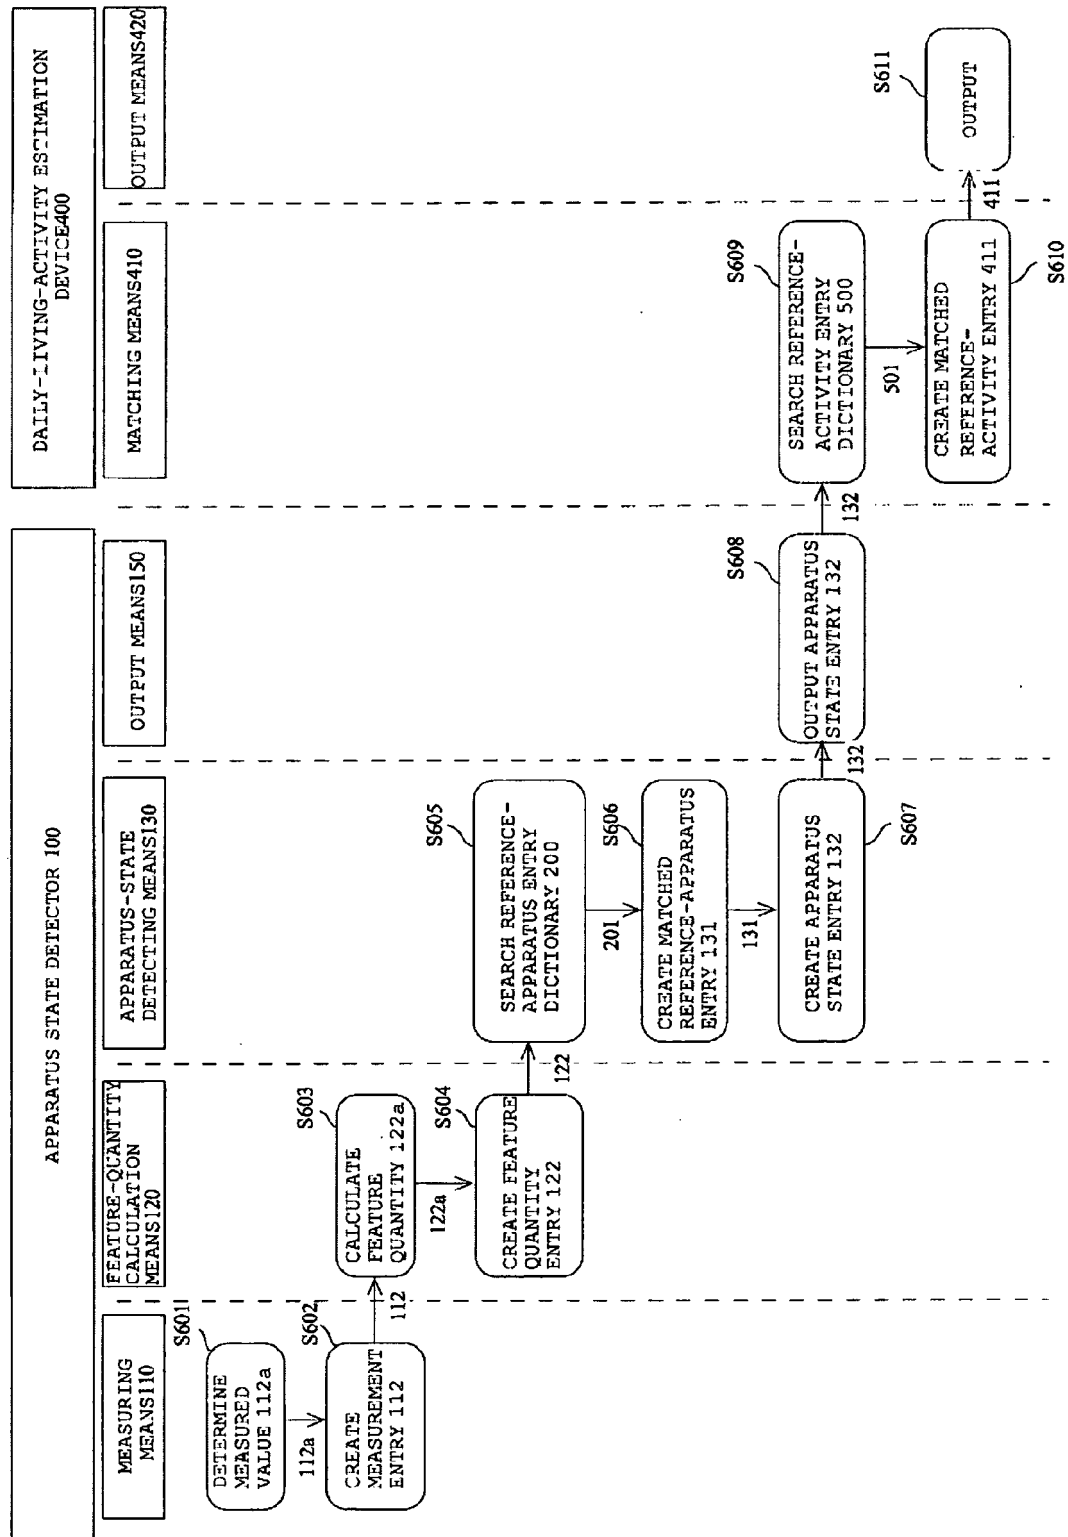 APPARATUS STATE DETECTOR 100
DAILY-LIVING-ACTIVITY ESTIMATION
DEVICE400
MEASURING
MEANS110
FEATURE-QUANTITY
CALCULATION
MEANS120
APPARATUS-STATE
DETECTING MEANS130
OUTPUT MEANS150
MATCHING MEANS410
OUTPUT MEANS420
S601
DETERMINE
MEASURED
VALUE 112a
112a
S602
CREATE
MEASUREMENT
ENTRY 112
112
S603
CALCULATE
FEATURE
QUANTITY 122a
122a
S604
CREATE FEATURE
QUANTITY
ENTRY 122
122
S605
SEARCH REFERENCE-
APPARATUS ENTRY
DICTIONARY 200
201
S606
CREATE MATCHED
REFERENCE-APPARATUS
ENTRY 131
131
S607
CREATE APPARATUS
STATE ENTRY 132
132
S608
OUTPUT APPARATUS
STATE ENTRY 132
132
S609
SEARCH REFERENCE-
ACTIVITY ENTRY
DICTIONARY 500
501
S610
CREATE MATCHED
REFERENCE-
ACTIVITY ENTRY 411
411
S611
OUTPUT